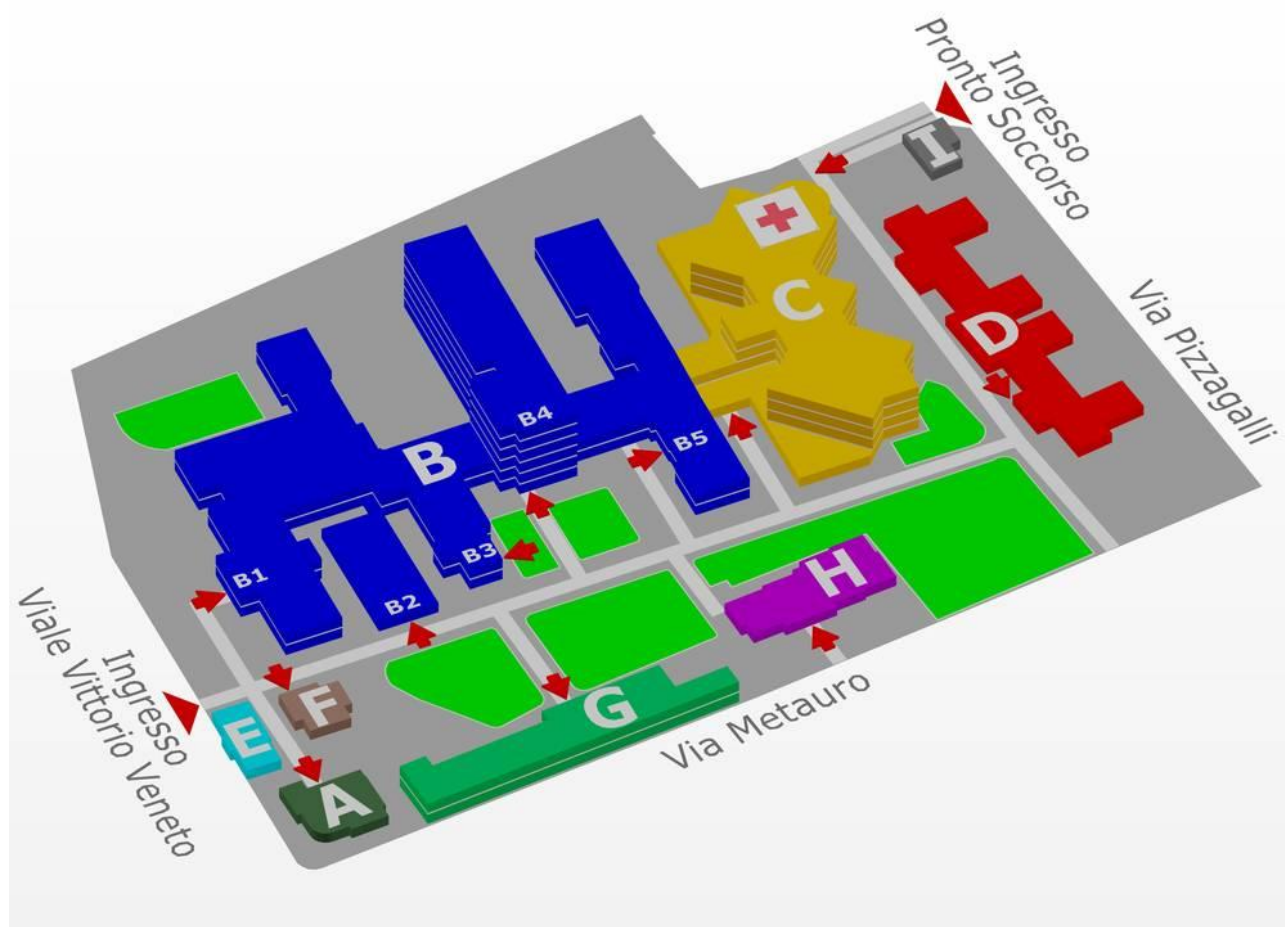 Ingresso
Pronto Soccorso
I
Via Pizzagalli
D
C
B4
B5
B
B3
B1
B2
H
Viale Vittorio Veneto
Ingresso
F
E
G
A
Via Metauro